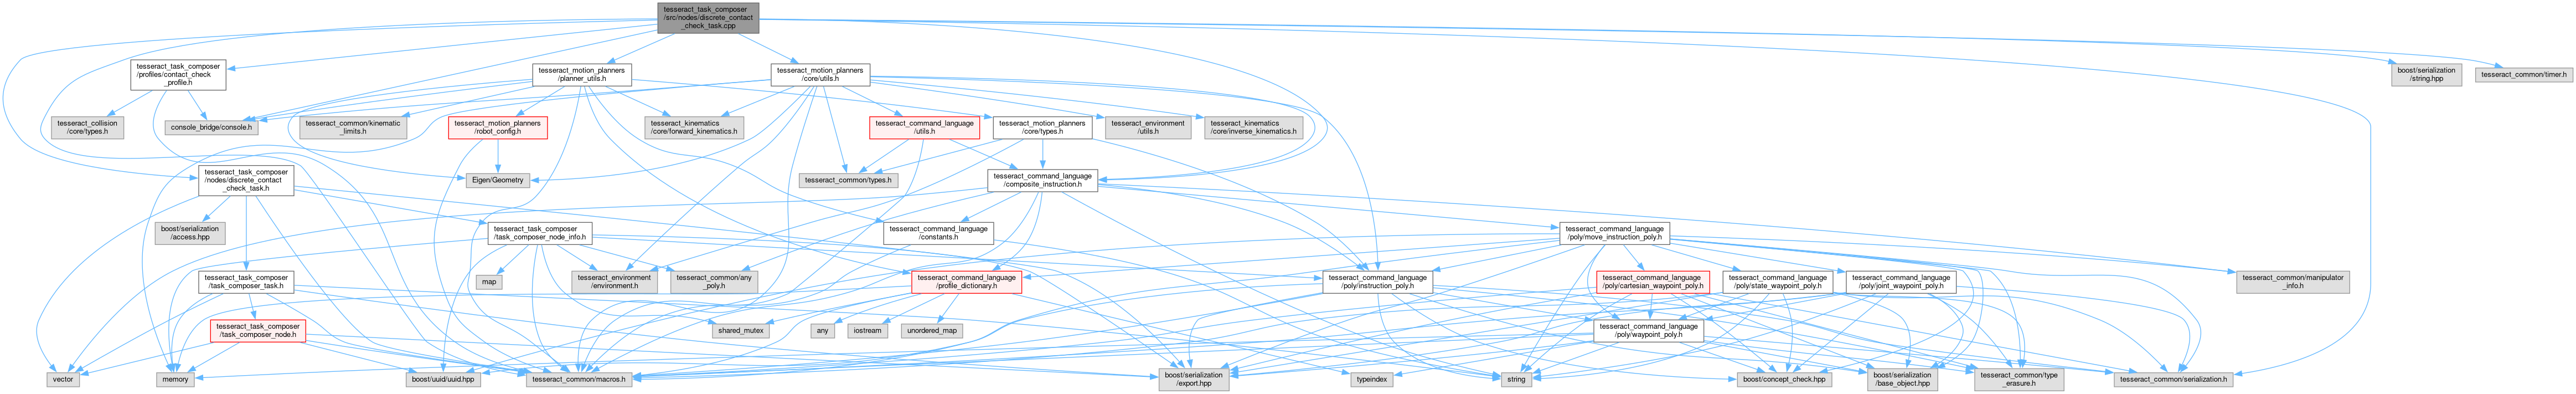 tesseract_task_composer
/src/nodes/discrete_contact
_check_task.cpp
tesseract_task_composer
/profiles/contact_check
_profile.h
tesseract_motion_planners
/planner_utils.h
tesseract_motion_planners
/core/utils.h
boost/serialization
/string.hpp
tesseract_common/timer.h
tesseract_collision
/core/types.h
console_bridge/console.h
tesseract_common/kinematic
_limits.h
tesseract_motion_planners
/robot_config.h
tesseract_kinematics
/core/forward_kinematics.h
tesseract_command_language
/utils.h
tesseract_motion_planners
/core/types.h
tesseract_environment
/utils.h
tesseract_kinematics
/core/inverse_kinematics.h
tesseract_task_composer
/nodes/discrete_contact
_check_task.h
Eigen/Geometry
tesseract_common/types.h
tesseract_command_language
/composite_instruction.h
boost/serialization
/access.hpp
tesseract_task_composer
/task_composer_node_info.h
tesseract_command_language
/constants.h
tesseract_command_language
/poly/move_instruction_poly.h
tesseract_task_composer
/task_composer_task.h
map
tesseract_environment
/environment.h
tesseract_common/any
_poly.h
tesseract_command_language
/profile_dictionary.h
tesseract_command_language
/poly/instruction_poly.h
tesseract_command_language
/poly/cartesian_waypoint_poly.h
tesseract_command_language
/poly/state_waypoint_poly.h
tesseract_command_language
/poly/joint_waypoint_poly.h
tesseract_common/manipulator
_info.h
tesseract_task_composer
/task_composer_node.h
shared_mutex
any
iostream
unordered_map
tesseract_command_language
/poly/waypoint_poly.h
vector
memory
boost/uuid/uuid.hpp
tesseract_common/macros.h
boost/serialization
/export.hpp
typeindex
string
boost/concept_check.hpp
boost/serialization
/base_object.hpp
tesseract_common/type
_erasure.h
tesseract_common/serialization.h